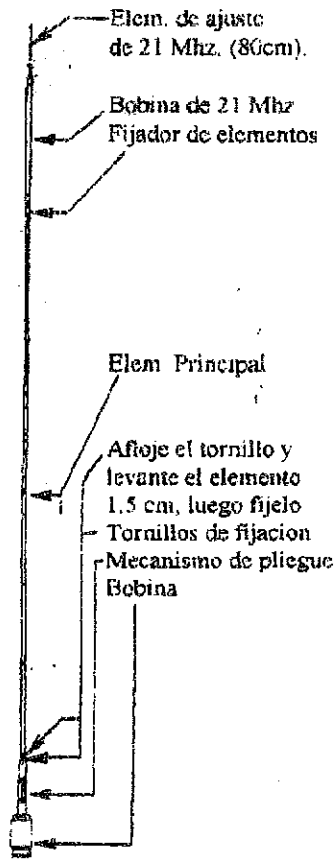 Elem. de ajuste
de 21 Mhz. (80cm).
Bobina de 21 Mhz
Fijador de elementos
Elem Principal
Afloje el tornillo y
levante el elemento
1.5 cm, luego fijelo
Tornillos de fijacion
Mecanismo de pliegue
Bobina